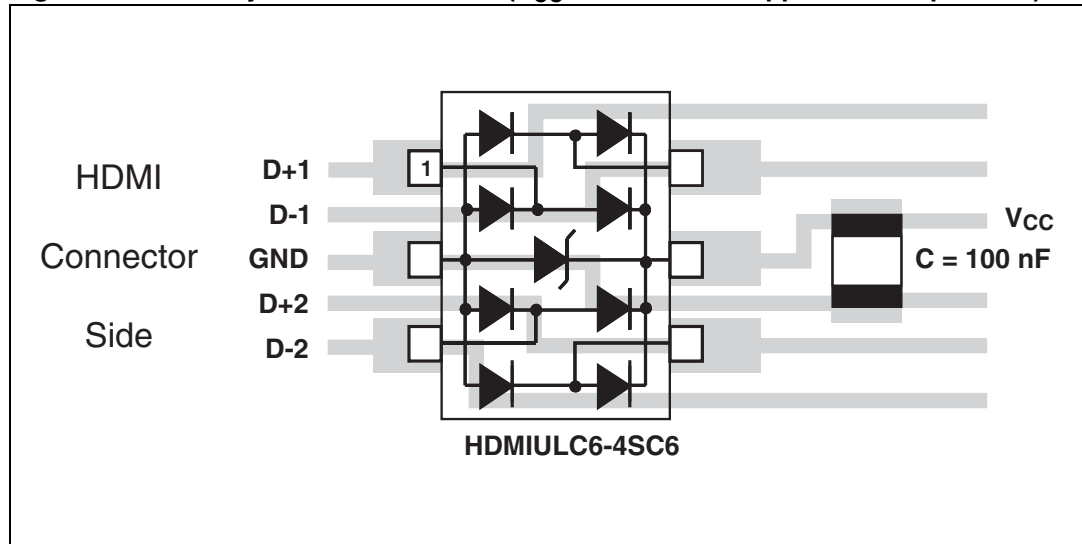 HDMI
Connector
Side
D+1
D-1
GND
D+2
D-2
1
VCC
C = 100 nF
HDMIULC6-4SC6